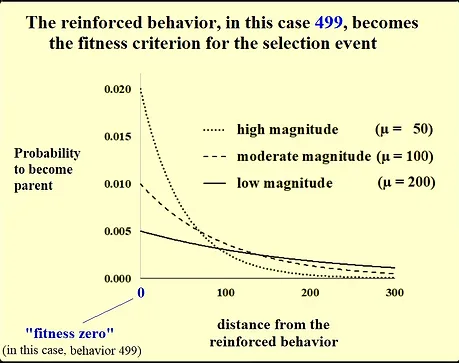 The reinforced behavior, in this case 499, becomes
the fitness criterion for the selection event
0.020
0.015
0.010
0.005
0.000
Probability
to become
parent
high magnitude (μ = 50)
moderate magnitude (μ = 100)
low magnitude (μ = 200)
0
100
200
300
"fitness zero"
(in this case, behavior 499)
distance from the
reinforced behavior